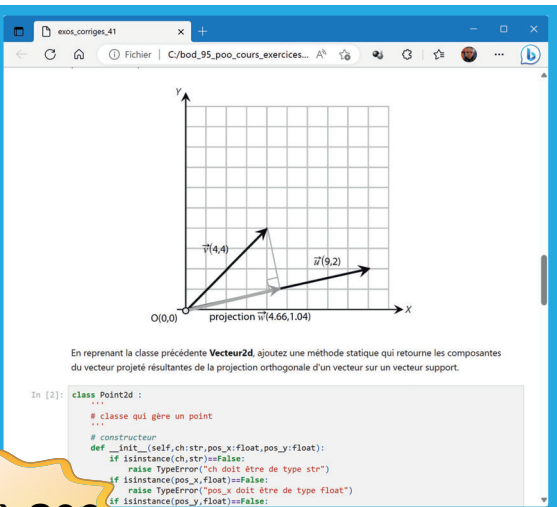 exos_corriges_41
Fichier
C:/bod_95_poo_cours_exercices...
Y
v(4,4)
u(9,2)
O(0,0)
projection w(4.66,1.04)
X
En reprenant la classe précédente Vecteur2d, ajoutez une méthode statique qui retourne les composantes
du vecteur projeté résultantes de la projection orthogonale d'un vecteur sur un vecteur support.
In [2]:
class Point2d :
'''
# classe qui gère un point
'''
# constructeur
def __init__(self,ch:str,pos_x:float,pos_y:float):
if isinstance(ch,str)==False:
raise TypeError("ch doit être de type str")
if isinstance(pos_x,float)==False:
raise TypeError("pos_x doit être de type float")
if isinstance(pos_y,float)==False: